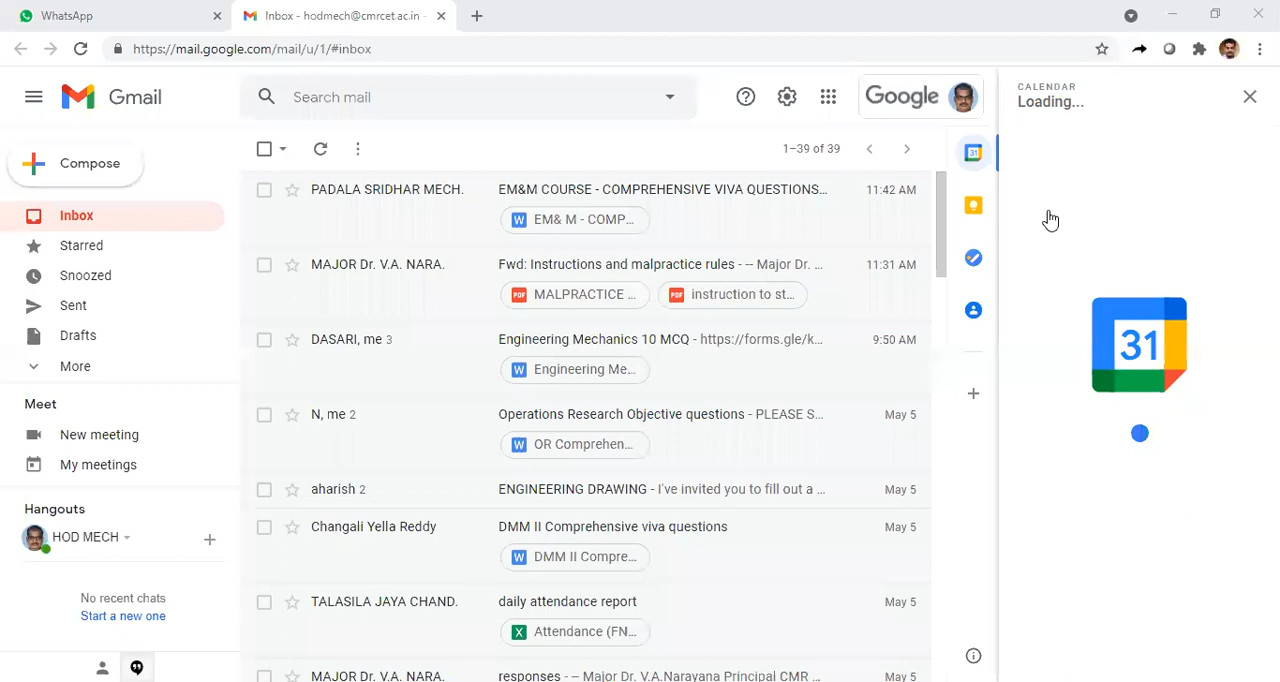 WhatsApp
Inbox - hodmech@cmrcet.ac.in -
https://mail.google.com/mail/u/1/#inbox
Gmail
Search mail
Google
CALENDAR
Loading...
Compose
1–39 of 39
31
Inbox
Starred
Snoozed
Sent
Drafts
More
Meet
New meeting
My meetings
Hangouts
HOD MECH
No recent chats
Start a new one
PADALA SRIDHAR MECH. EM&M COURSE - COMPREHENSIVE VIVA QUESTIONS... 11:42 AM
W EM& M - COMP...
MAJOR Dr. V.A. NARA. Fwd: Instructions and malpractice rules - -- Major Dr. ... 11:31 AM
PDF MALPRACTICE ... PDF instruction to st...
DASARI, me 3 Engineering Mechanics 10 MCQ - https://forms.gle/k... 9:50 AM
W Engineering Me...
N, me 2 Operations Research Objective questions - PLEASE S... May 5
W OR Comprehen...
aharish 2 ENGINEERING DRAWING - I've invited you to fill out a ... May 5
Changali Yella Reddy DMM II Comprehensive viva questions May 5
W DMM II Compre...
TALASILA JAYA CHAND. daily attendance report May 5
X Attendance (FN...
MAJOR Dr. V.A. NARA. responses - -- Major Dr. V.A.Narayana Principal CMR ... May 5
31